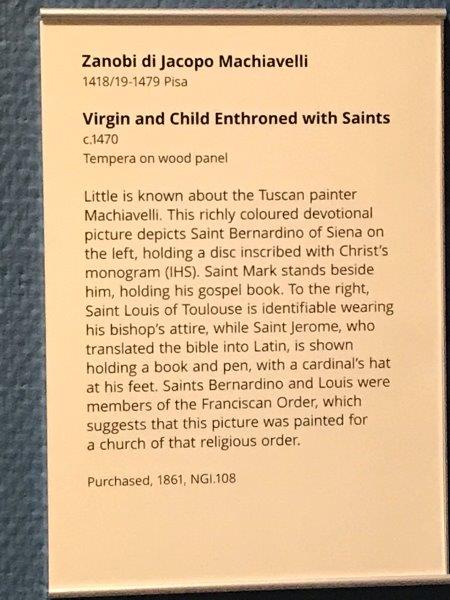 Zanobi di Jacopo Machiavelli
1418/19-1479 Pisa
Virgin and Child Enthroned with Saints
c.1470
Tempera on wood panel
Little is known about the Tuscan painter
Machiavelli. This richly coloured devotional
picture depicts Saint Bernardino of Siena on
the left, holding a disc inscribed with Christ’s
monogram (IHS). Saint Mark stands beside
him, holding his gospel book. To the right,
Saint Louis of Toulouse is identifiable wearing
his bishop’s attire, while Saint Jerome, who
translated the bible into Latin, is shown
holding a book and pen, with a cardinal’s hat
at his feet. Saints Bernardino and Louis were
members of the Franciscan Order, which
suggests that this picture was painted for
a church of that religious order.
Purchased, 1861, NGI.108